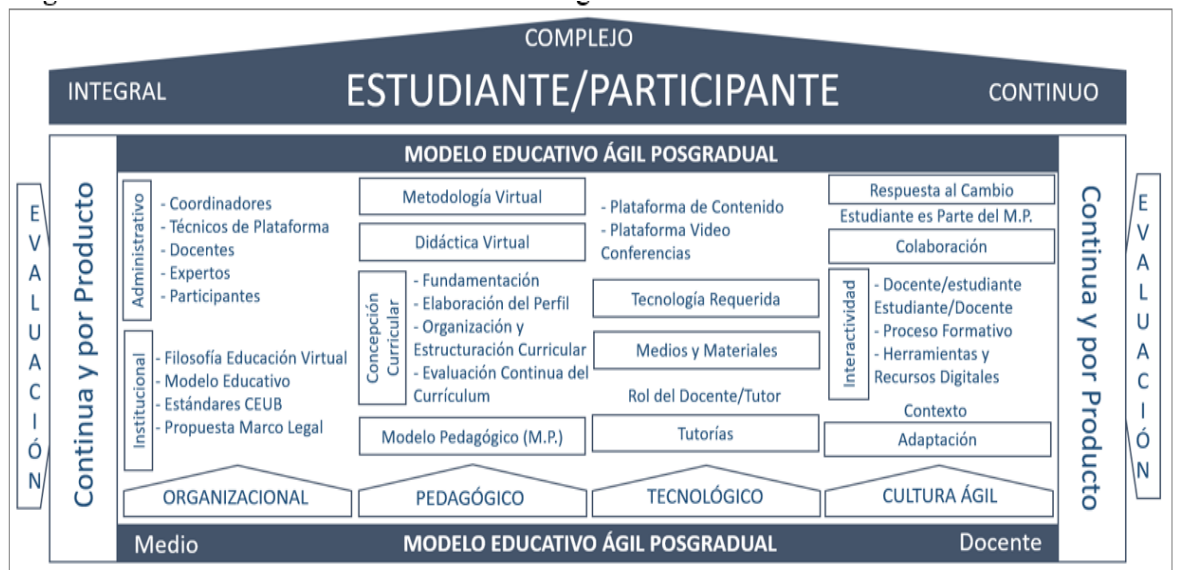 COMPLEJO
INTEGRAL
ESTUDIANTE/PARTICIPANTE
CONTINUO
MODELO EDUCATIVO ÁGIL POSGRADUAL
EVALUACIÓN
Continua y por Producto
Administrativo
- Coordinadores
- Técnicos de Plataforma
- Docentes
- Expertos
- Participantes
Institucional
- Filosofía Educación Virtual
- Modelo Educativo
- Estándares CEUB
- Propuesta Marco Legal
ORGANIZACIONAL
Metodología Virtual
Didáctica Virtual
Concepción
Curricular
- Fundamentación
- Elaboración del Perfil
- Organización y
Estructuración Curricular
- Evaluación Continua del
Currículum
Modelo Pedagógico (M.P.)
PEDAGÓGICO
- Plataforma de Contenido
- Plataforma Video
Conferencias
Tecnología Requerida
Medios y Materiales
Rol del Docente/Tutor
Tutorías
TECNOLÓGICO
Respuesta al Cambio
Estudiante es Parte del M.P.
Colaboración
Interactividad
- Docente/estudiante
Estudiante/Docente
- Proceso Formativo
- Herramientas y
Recursos Digitales
Contexto
Adaptación
CULTURA ÁGIL
Continua y por Producto
EVALUACIÓN
Medio
MODELO EDUCATIVO ÁGIL POSGRADUAL
Docente